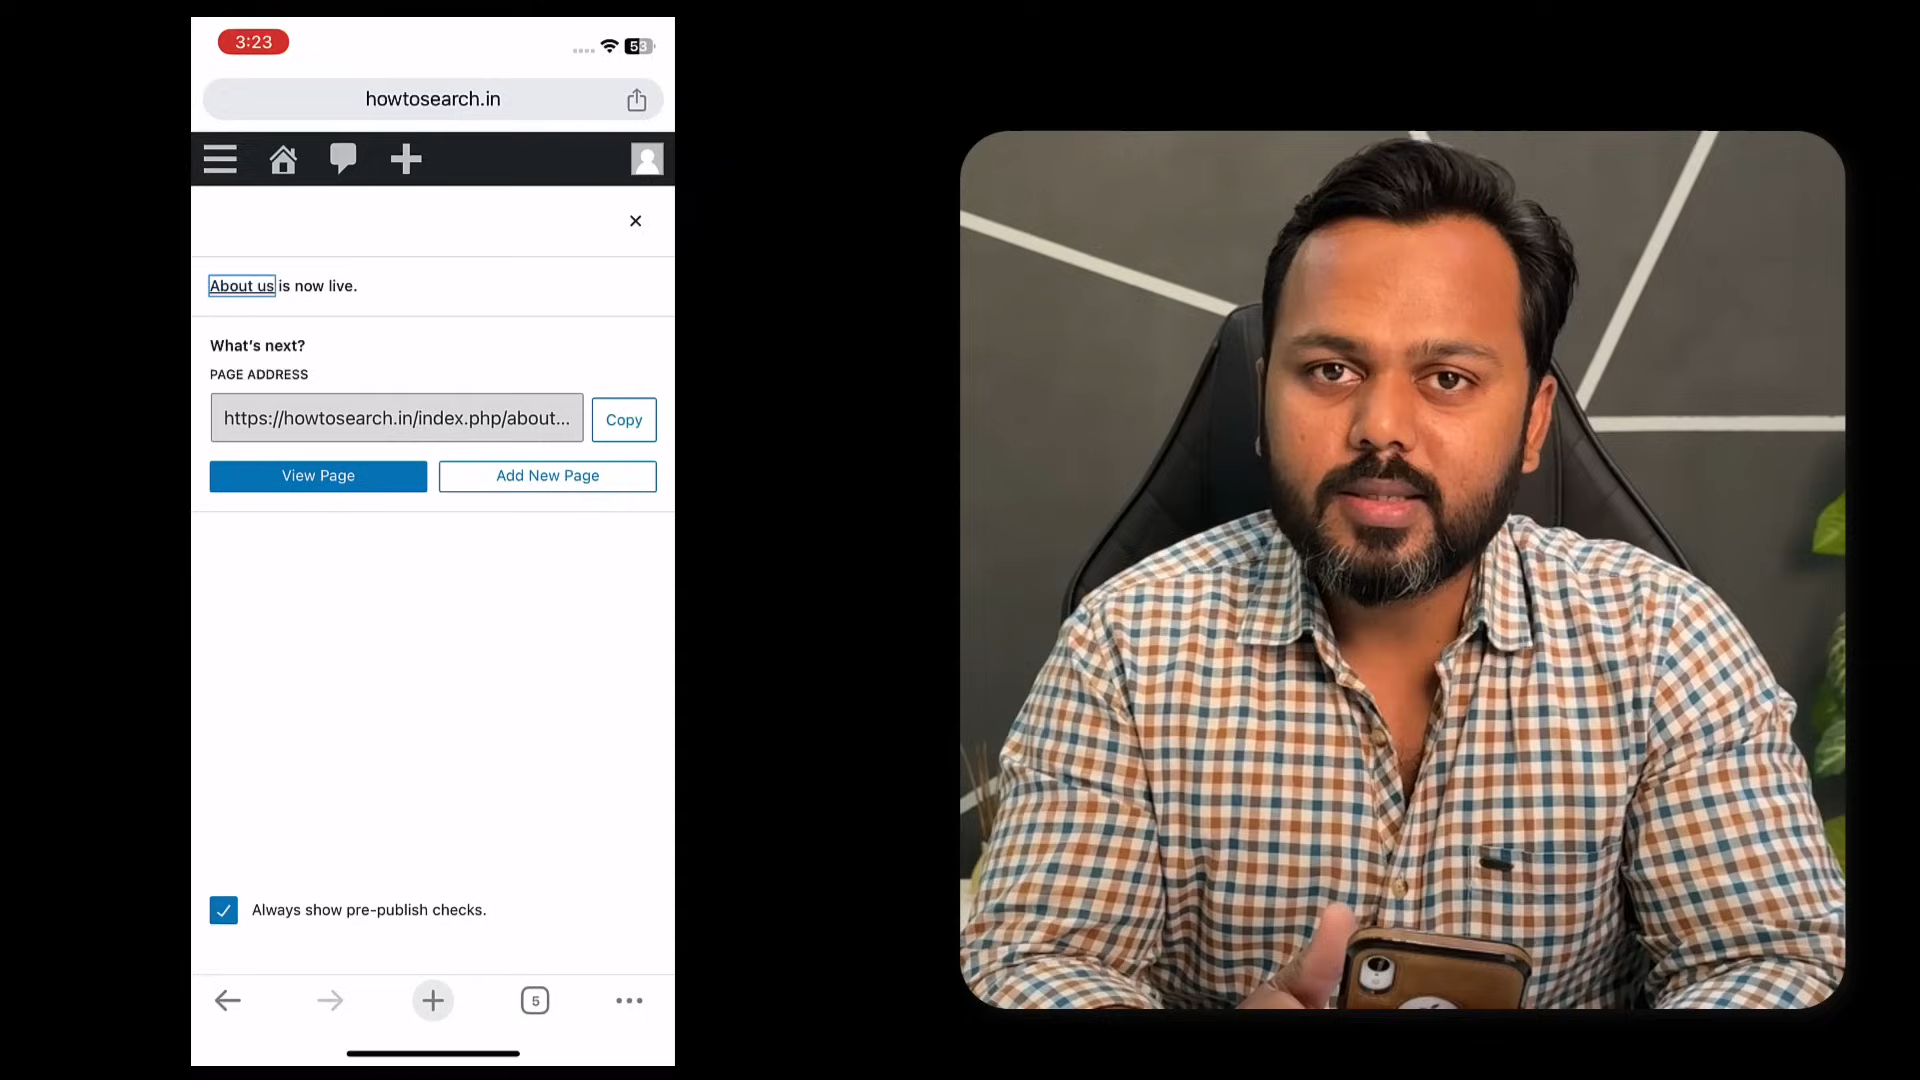 3:23
53
howtosearch.in
About us is now live.
What's next?
PAGE ADDRESS
https://howtosearch.in/index.php/about...
Copy
View Page
Add New Page
Always show pre-publish checks.
5